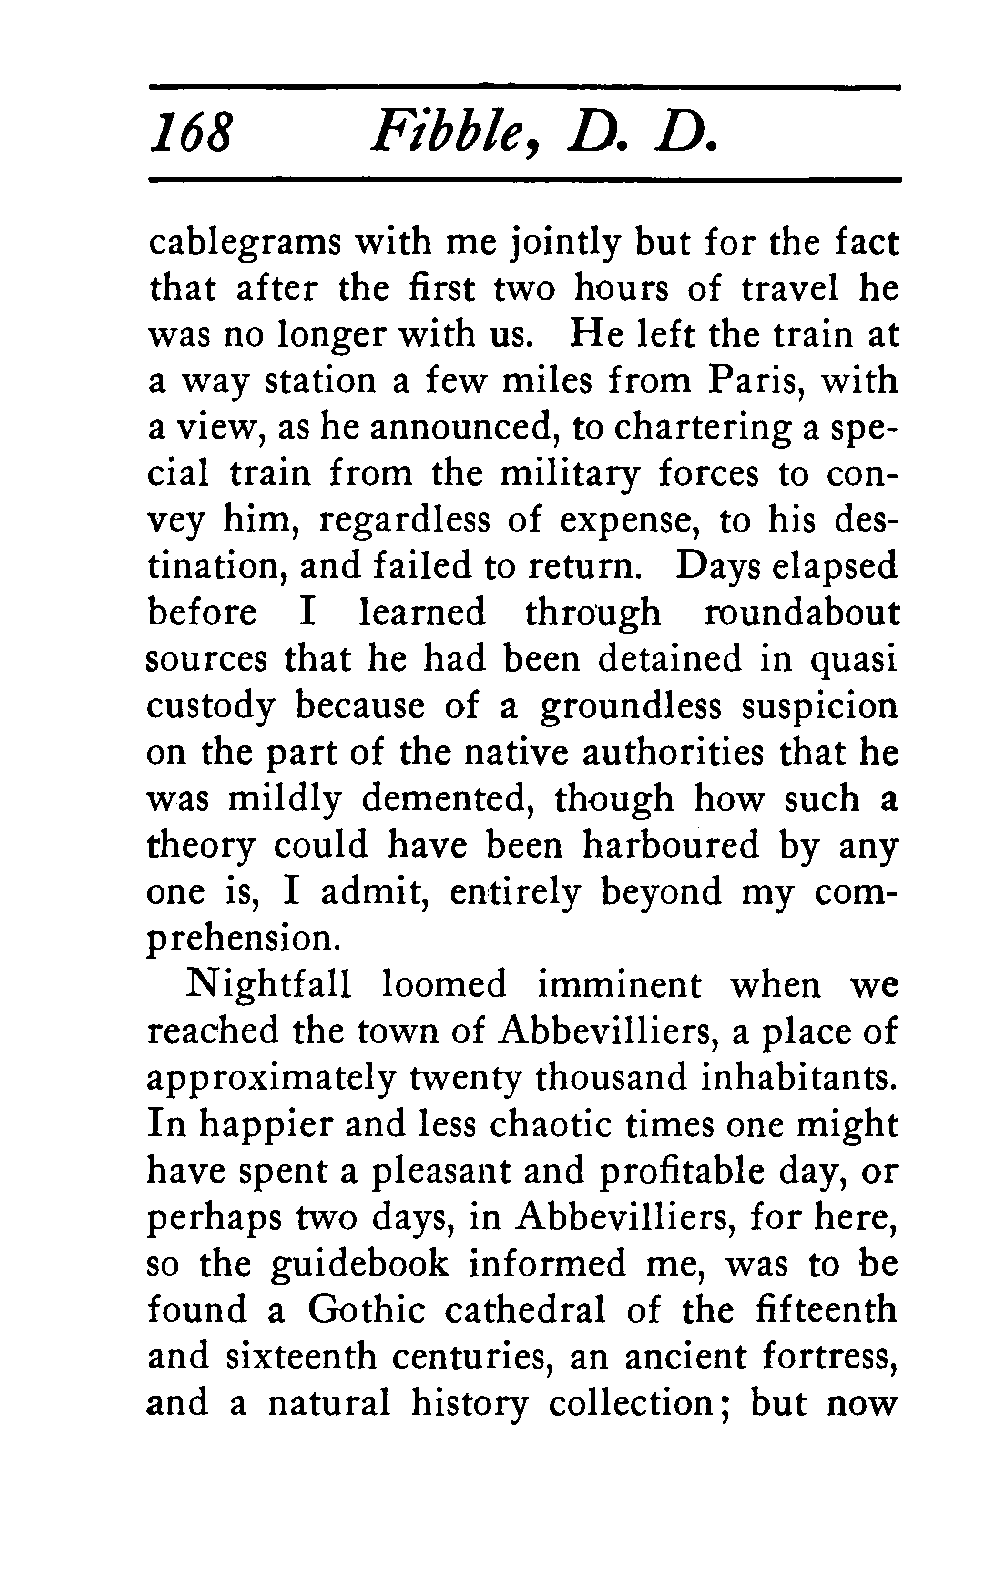 168 Fibble, D. D.
cablegrams with me jointly but for the fact
that after the first two hours of travel he
was no longer with us. He left the train at
a way station a few miles from Paris, with
a view, as he announced, to chartering a spe-
cial train from the military forces to con-
vey him, regardless of expense, to his des-
tination, and failed to return. Days elapsed
before I learned through roundabout
sources that he had been detained in quasi
custody because of a groundless suspicion
on the part of the native authorities that he
was mildly demented, though how such a
theory could have been harboured by any
one is, I admit, entirely beyond my com-
prehension.
Nightfall loomed imminent when we
reached the town of Abbevilliers, a place of
approximately twenty thousand inhabitants.
In happier and less chaotic times one might
have spent a pleasant and profitable day, or
perhaps two days, in Abbevilliers, for here,
so the guidebook informed me, was to be
found a Gothic cathedral of the fifteenth
and sixteenth centuries, an ancient fortress,
and a natural history collection; but now